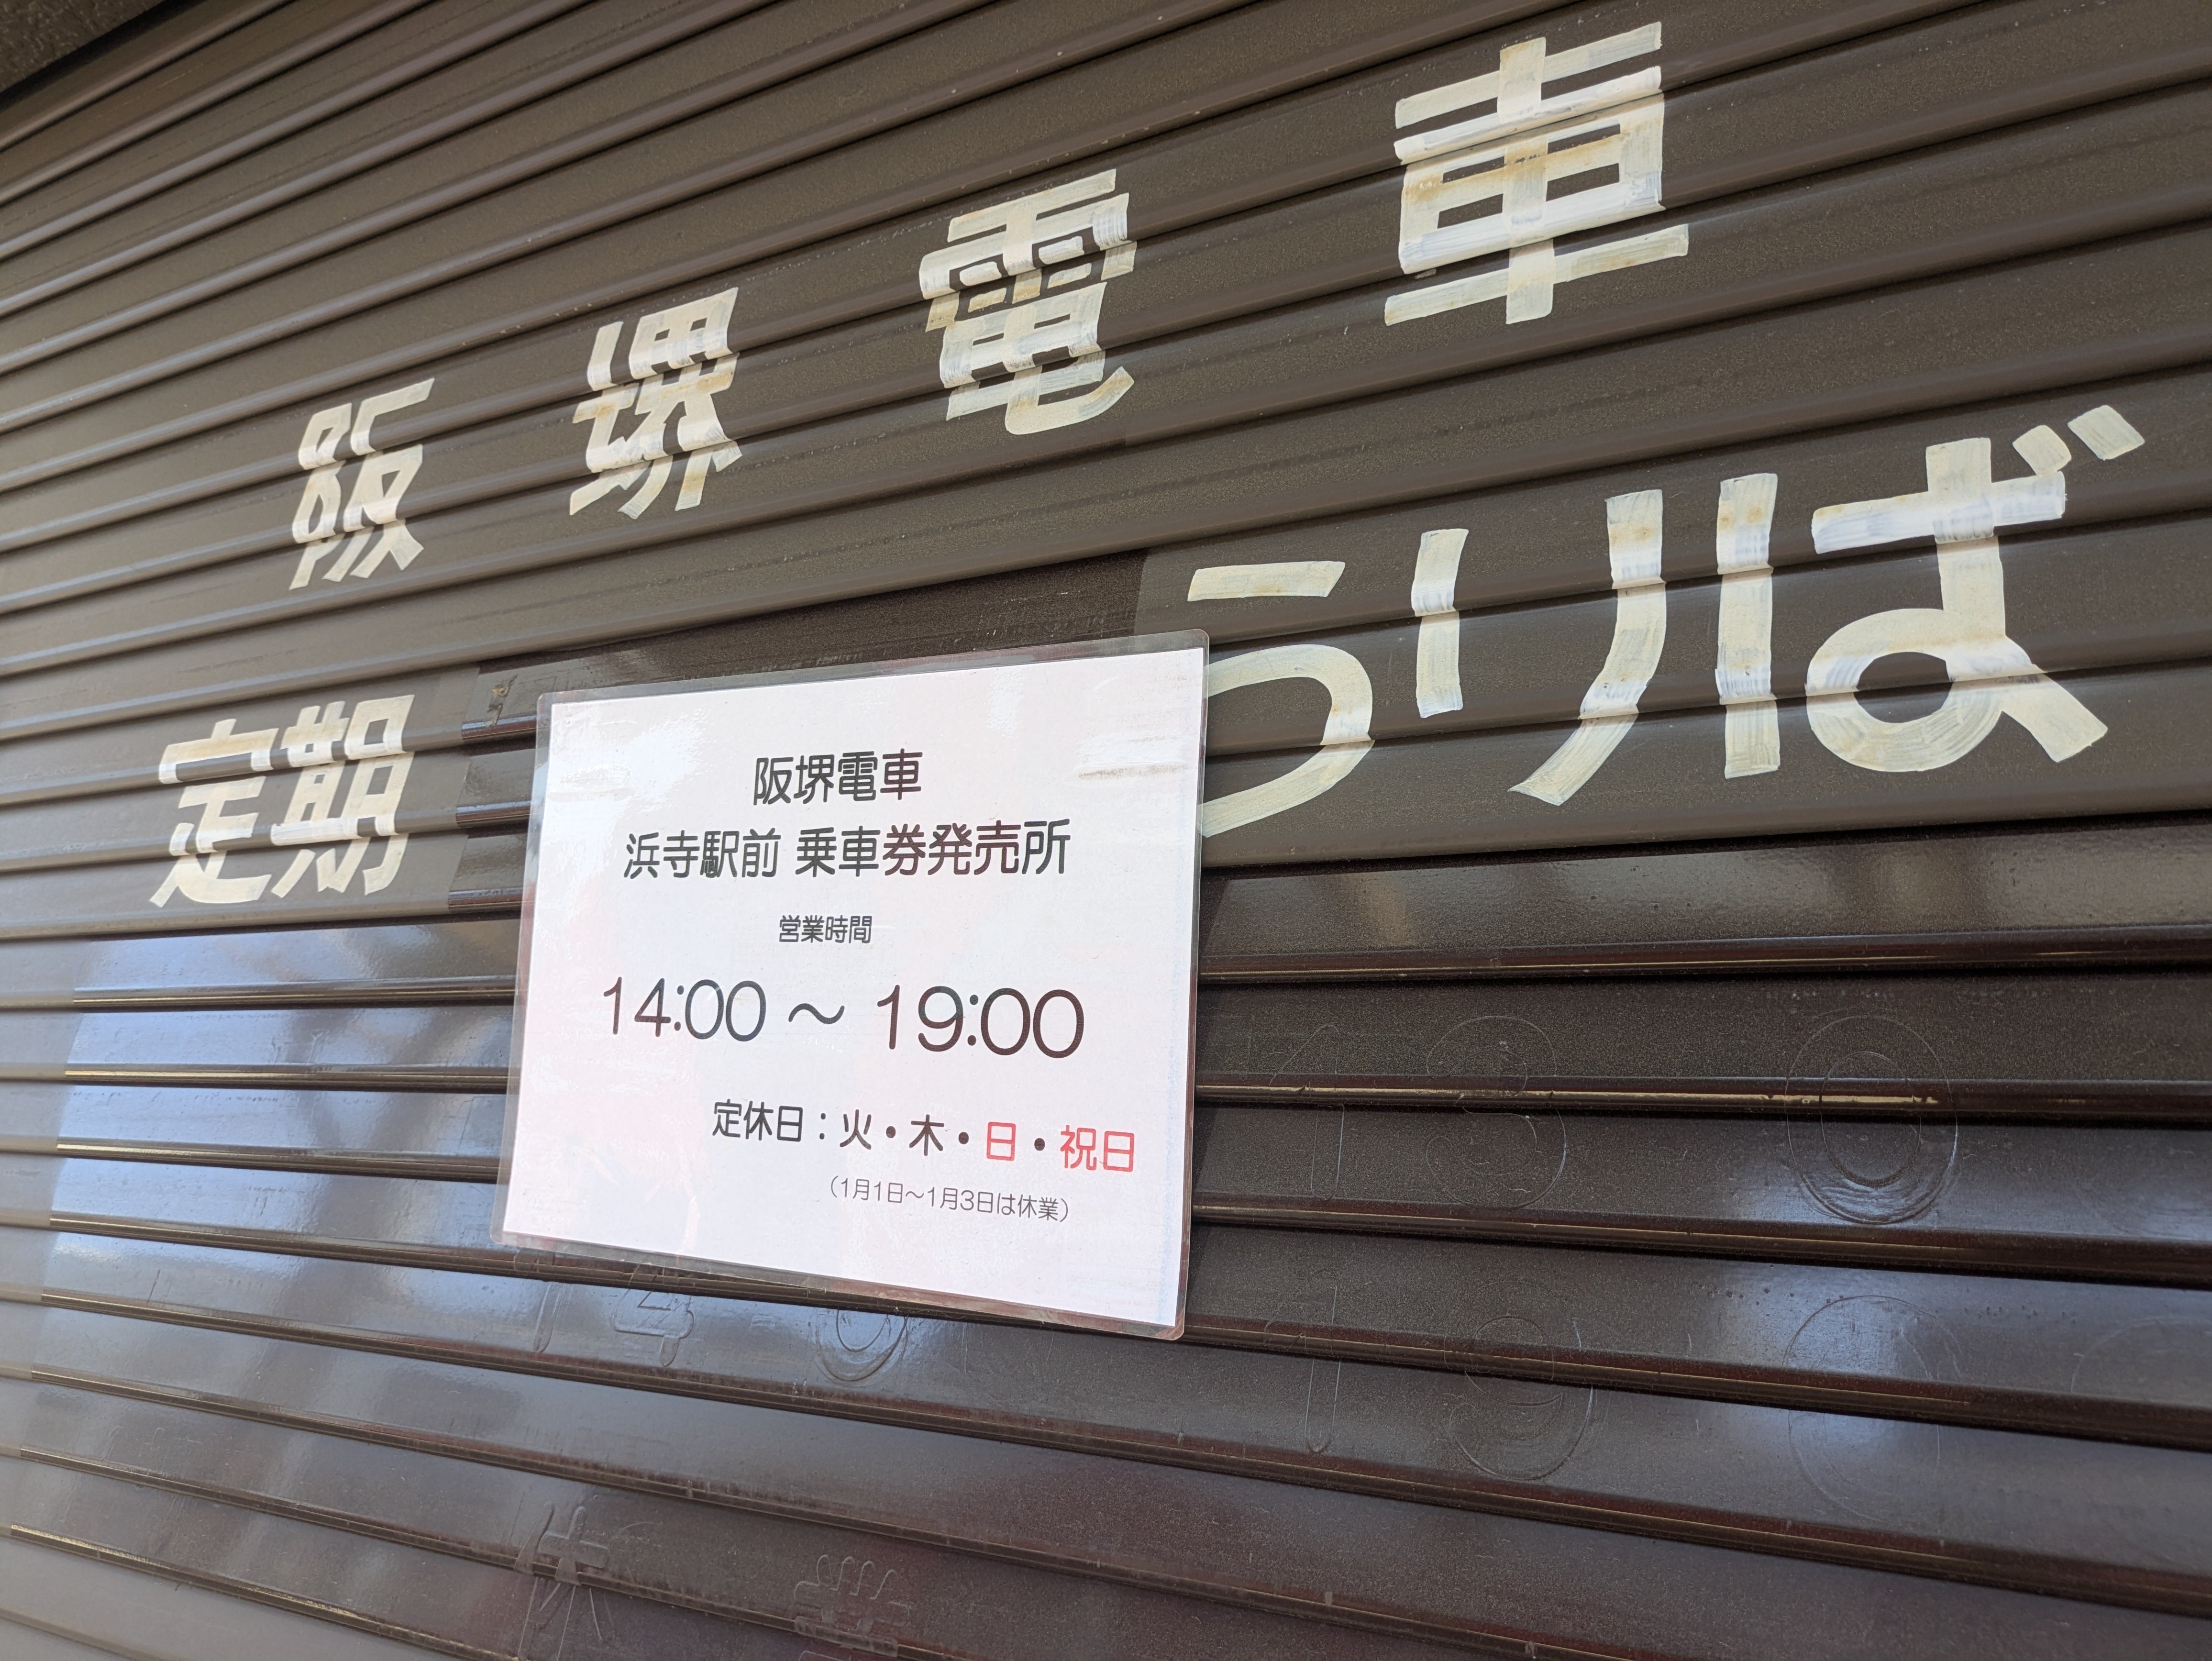 阪堺電車
定期 うりば
阪堺電車
浜寺駅前 乗車券発売所
営業時間
14:00～19:00
定休日：火・木・日・祝日
（1月1日～1月3日は休業）